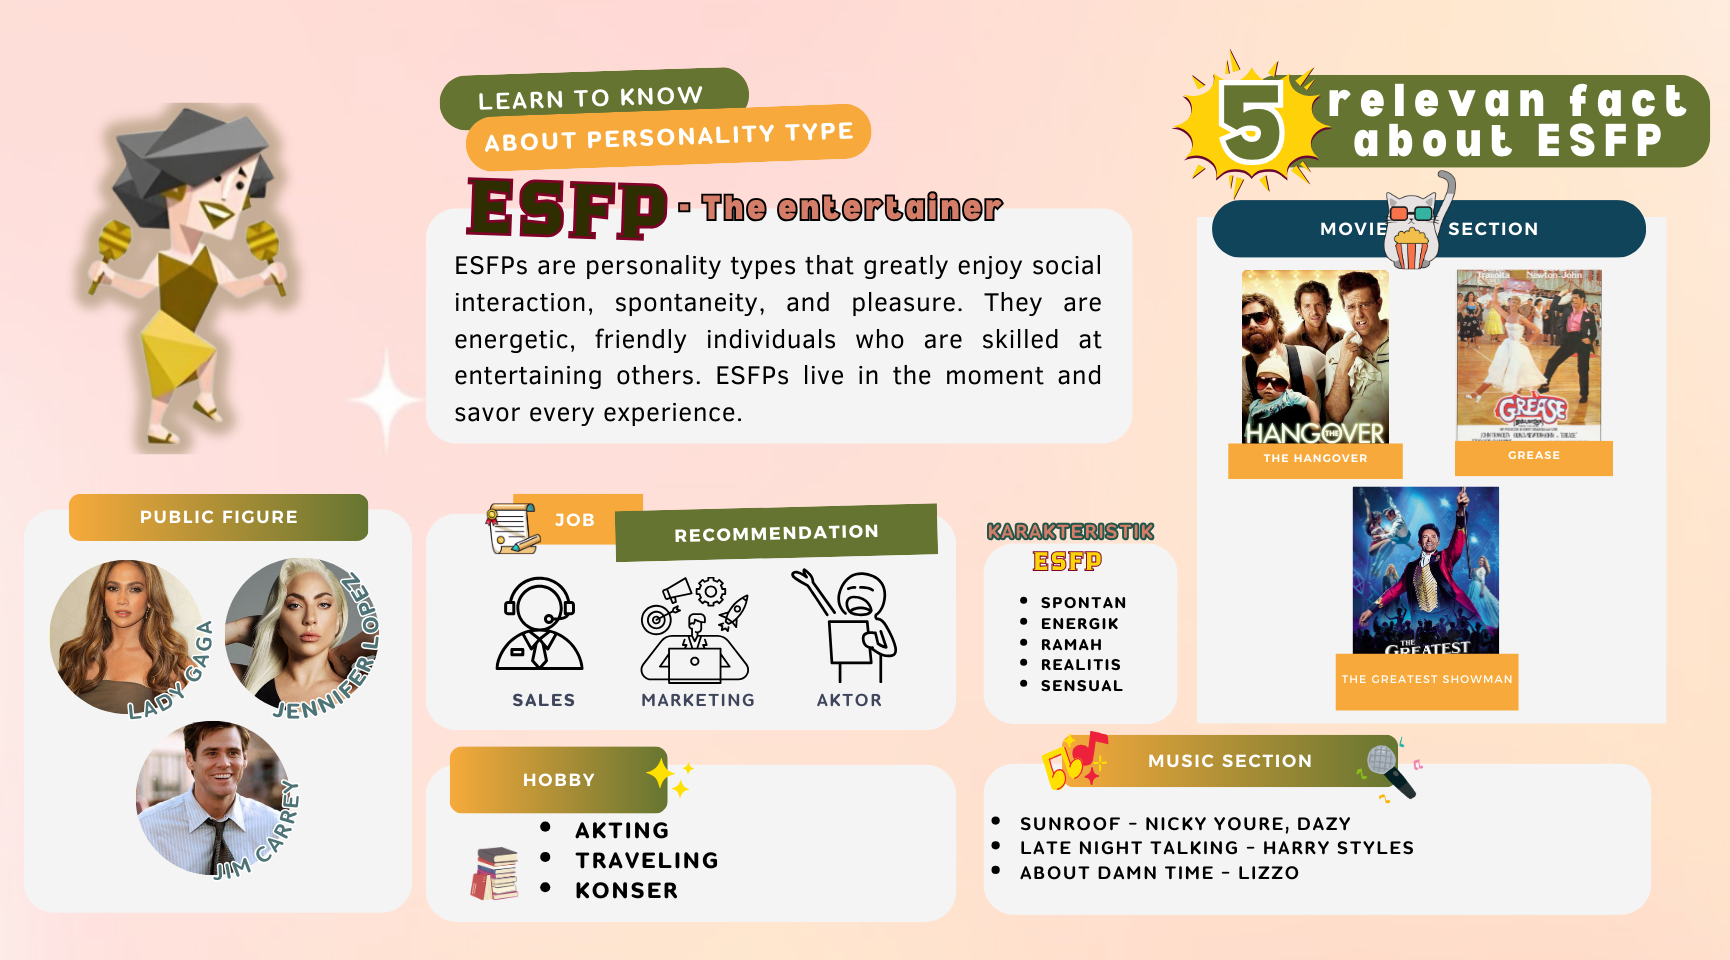 LEARN TO KNOW
ABOUT PERSONALITY TYPE
ESFP - The entertainer
ESFPs are personality types that greatly enjoy social
interaction, spontaneity, and pleasure. They are
energetic, friendly individuals who are skilled at
entertaining others. ESFPs live in the moment and
savor every experience.
5 relevan fact
about ESFP
MOVIE SECTION
Travolta Newton-John
HANGOVER THE
THE HANGOVER
GREASE
GREASE
THE
GREATEST
THE GREATEST SHOWMAN
PUBLIC FIGURE
LADY GAGA
JENNIFER LOPEZ
JIM CARREY
JOB
RECOMMENDATION
SALES
MARKETING
AKTOR
KARAKTERISTIK
ESFP
SPONTAN
ENERGIK
RAMAH
REALITIS
SENSUAL
HOBBY
AKTING
TRAVELING
KONSER
MUSIC SECTION
SUNROOF - NICKY YOURE, DAZY
LATE NIGHT TALKING - HARRY STYLES
ABOUT DAMN TIME - LIZZO